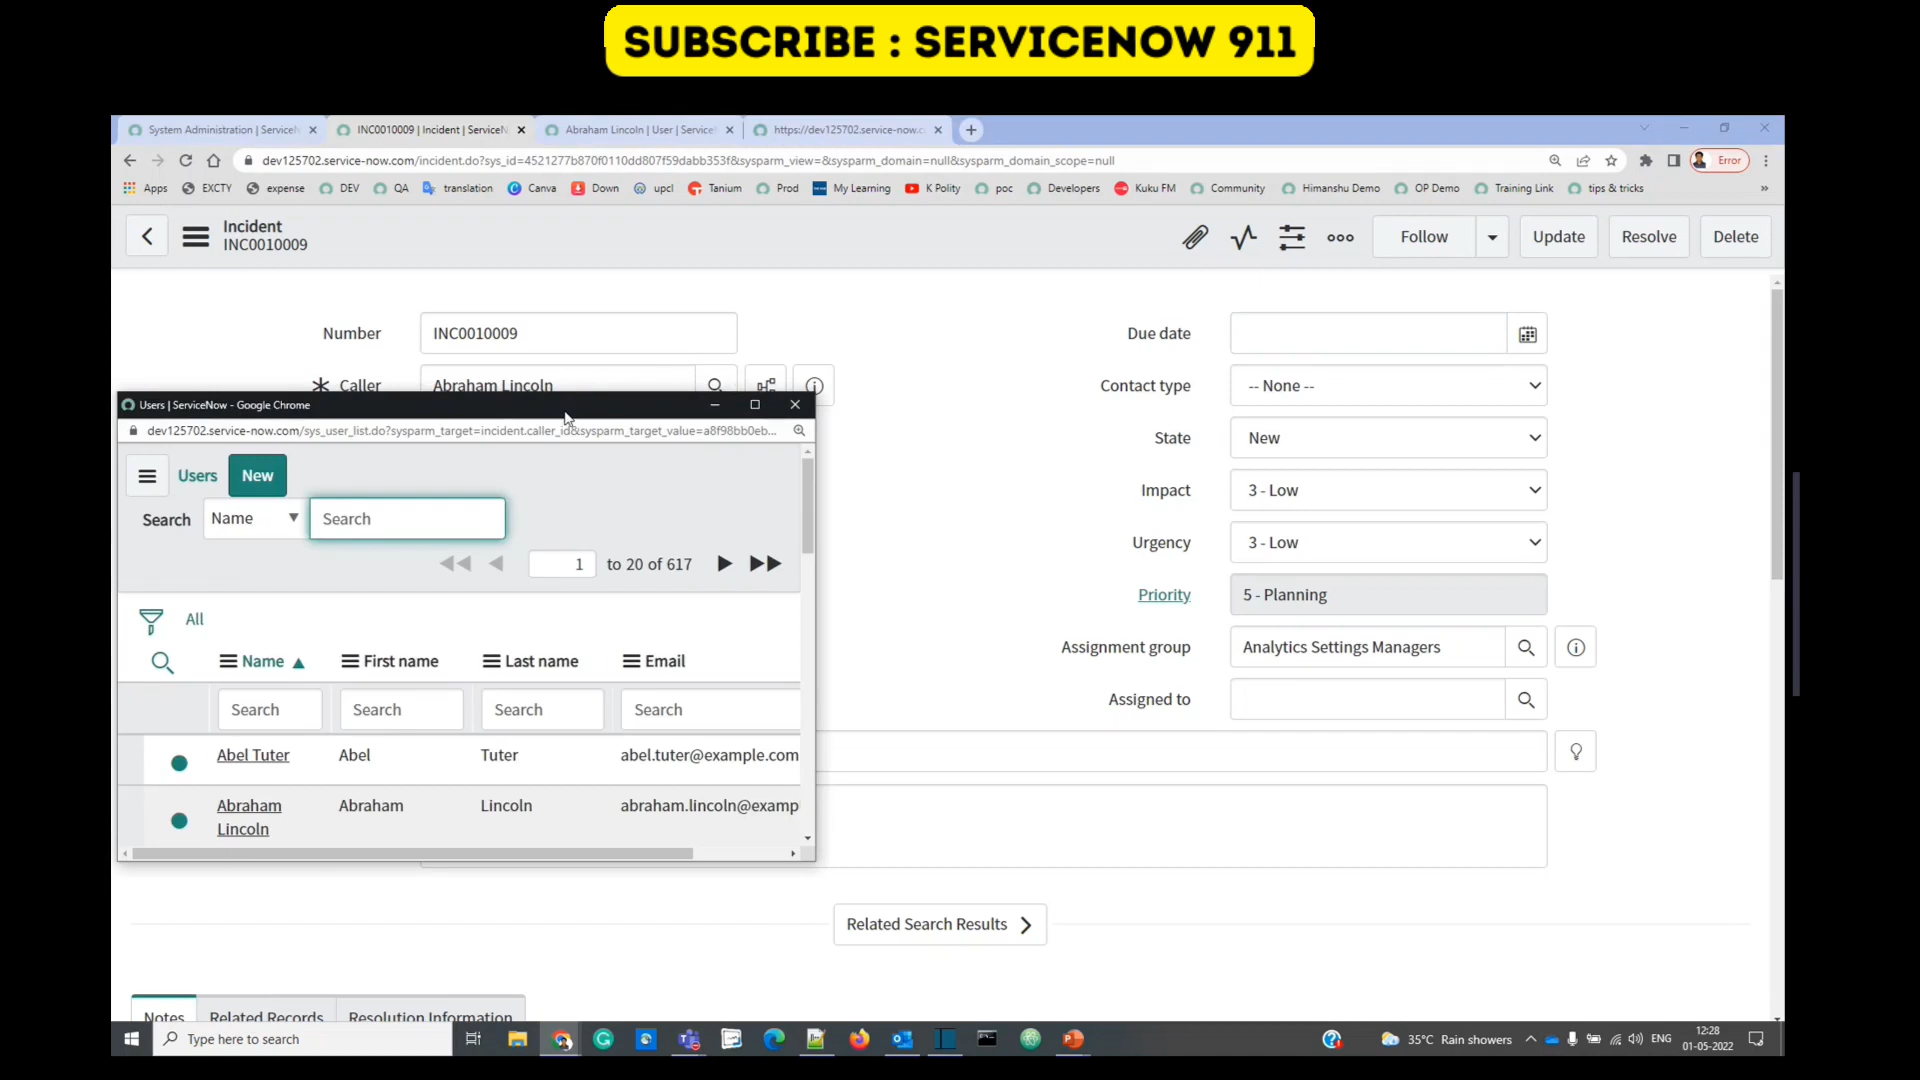 SUBSCRIBE : SERVICENOW 911
System Administration | ServiceN
INC0010009 | Incident | ServiceN
Abraham Lincoln | User | Service
https://dev125702.service-now.c
dev125702.service-now.com/incident.do?sys_id=4521277b870f0110dd807f59dabb353f&sysparm_view=&sysparm_domain=null&sysparm_domain_scope=null
Error
Apps EXCTY expense DEV QA translation Canva Down upcl Tanium Prod My Learning K Polity poc Developers Kuku FM Community Himanshu Demo OP Demo Training Link tips & tricks »
Incident
INC0010009
Follow Update Resolve Delete
Number INC0010009
Caller Abraham Lincoln
Due date
Contact type -- None --
State New
Impact 3 - Low
Urgency 3 - Low
Priority 5 - Planning
Assignment group Analytics Settings Managers
Assigned to
Users | ServiceNow - Google Chrome
dev125702.service-now.com/sys_user_list.do?sysparm_target=incident.caller_id&sysparm_target_value=a8f98bb0eb...
Users New
Search Name Search
1 to 20 of 617
All
Name First name Last name Email
Search Search Search Search
Abel Tuter Abel Tuter abel.tuter@example.com
Abraham Lincoln Abraham Lincoln abraham.lincoln@examp
Related Search Results
Notes Related Records Resolution Information
Type here to search
35°C Rain showers
ENG
12:28
01-05-2022